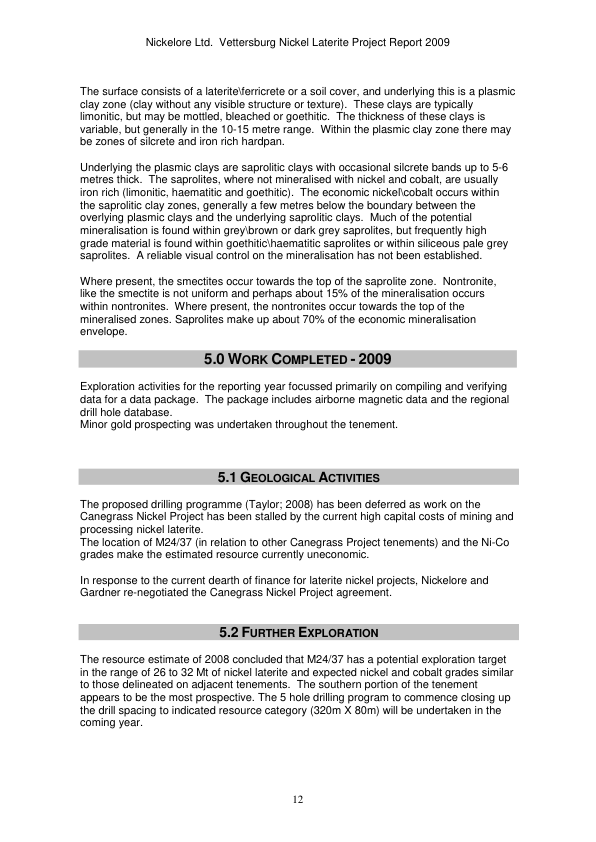 Nickelore Ltd.  Vettersburg Nickel Laterite Project Report 2009
The surface consists of a laterite\ferricrete or a soil cover, and underlying this is a plasmic
clay zone (clay without any visible structure or texture).  These clays are typically
limonitic, but may be mottled, bleached or goethitic.  The thickness of these clays is
variable, but generally in the 10-15 metre range.  Within the plasmic clay zone there may
be zones of silcrete and iron rich hardpan.
Underlying the plasmic clays are saprolitic clays with occasional silcrete bands up to 5-6
metres thick.  The saprolites, where not mineralised with nickel and cobalt, are usually
iron rich (limonitic, haematitic and goethitic).  The economic nickel\cobalt occurs within
the saprolitic clay zones, generally a few metres below the boundary between the
overlying plasmic clays and the underlying saprolitic clays.  Much of the potential
mineralisation is found within grey\brown or dark grey saprolites, but frequently high
grade material is found within goethitic\haematitic saprolites or within siliceous pale grey
saprolites.  A reliable visual control on the mineralisation has not been established.
Where present, the smectites occur towards the top of the saprolite zone.  Nontronite,
like the smectite is not uniform and perhaps about 15% of the mineralisation occurs
within nontronites.  Where present, the nontronites occur towards the top of the
mineralised zones. Saprolites make up about 70% of the economic mineralisation
envelope.
5.0 WORK COMPLETED - 2009
Exploration activities for the reporting year focussed primarily on compiling and verifying
data for a data package.  The package includes airborne magnetic data and the regional
drill hole database.
Minor gold prospecting was undertaken throughout the tenement.
5.1 GEOLOGICAL ACTIVITIES
The proposed drilling programme (Taylor; 2008) has been deferred as work on the
Canegrass Nickel Project has been stalled by the current high capital costs of mining and
processing nickel laterite.
The location of M24/37 (in relation to other Canegrass Project tenements) and the Ni-Co
grades make the estimated resource currently uneconomic.
In response to the current dearth of finance for laterite nickel projects, Nickelore and
Gardner re-negotiated the Canegrass Nickel Project agreement.
5.2 FURTHER EXPLORATION
The resource estimate of 2008 concluded that M24/37 has a potential exploration target
in the range of 26 to 32 Mt of nickel laterite and expected nickel and cobalt grades similar
to those delineated on adjacent tenements.  The southern portion of the tenement
appears to be the most prospective. The 5 hole drilling program to commence closing up
the drill spacing to indicated resource category (320m X 80m) will be undertaken in the
coming year.
12